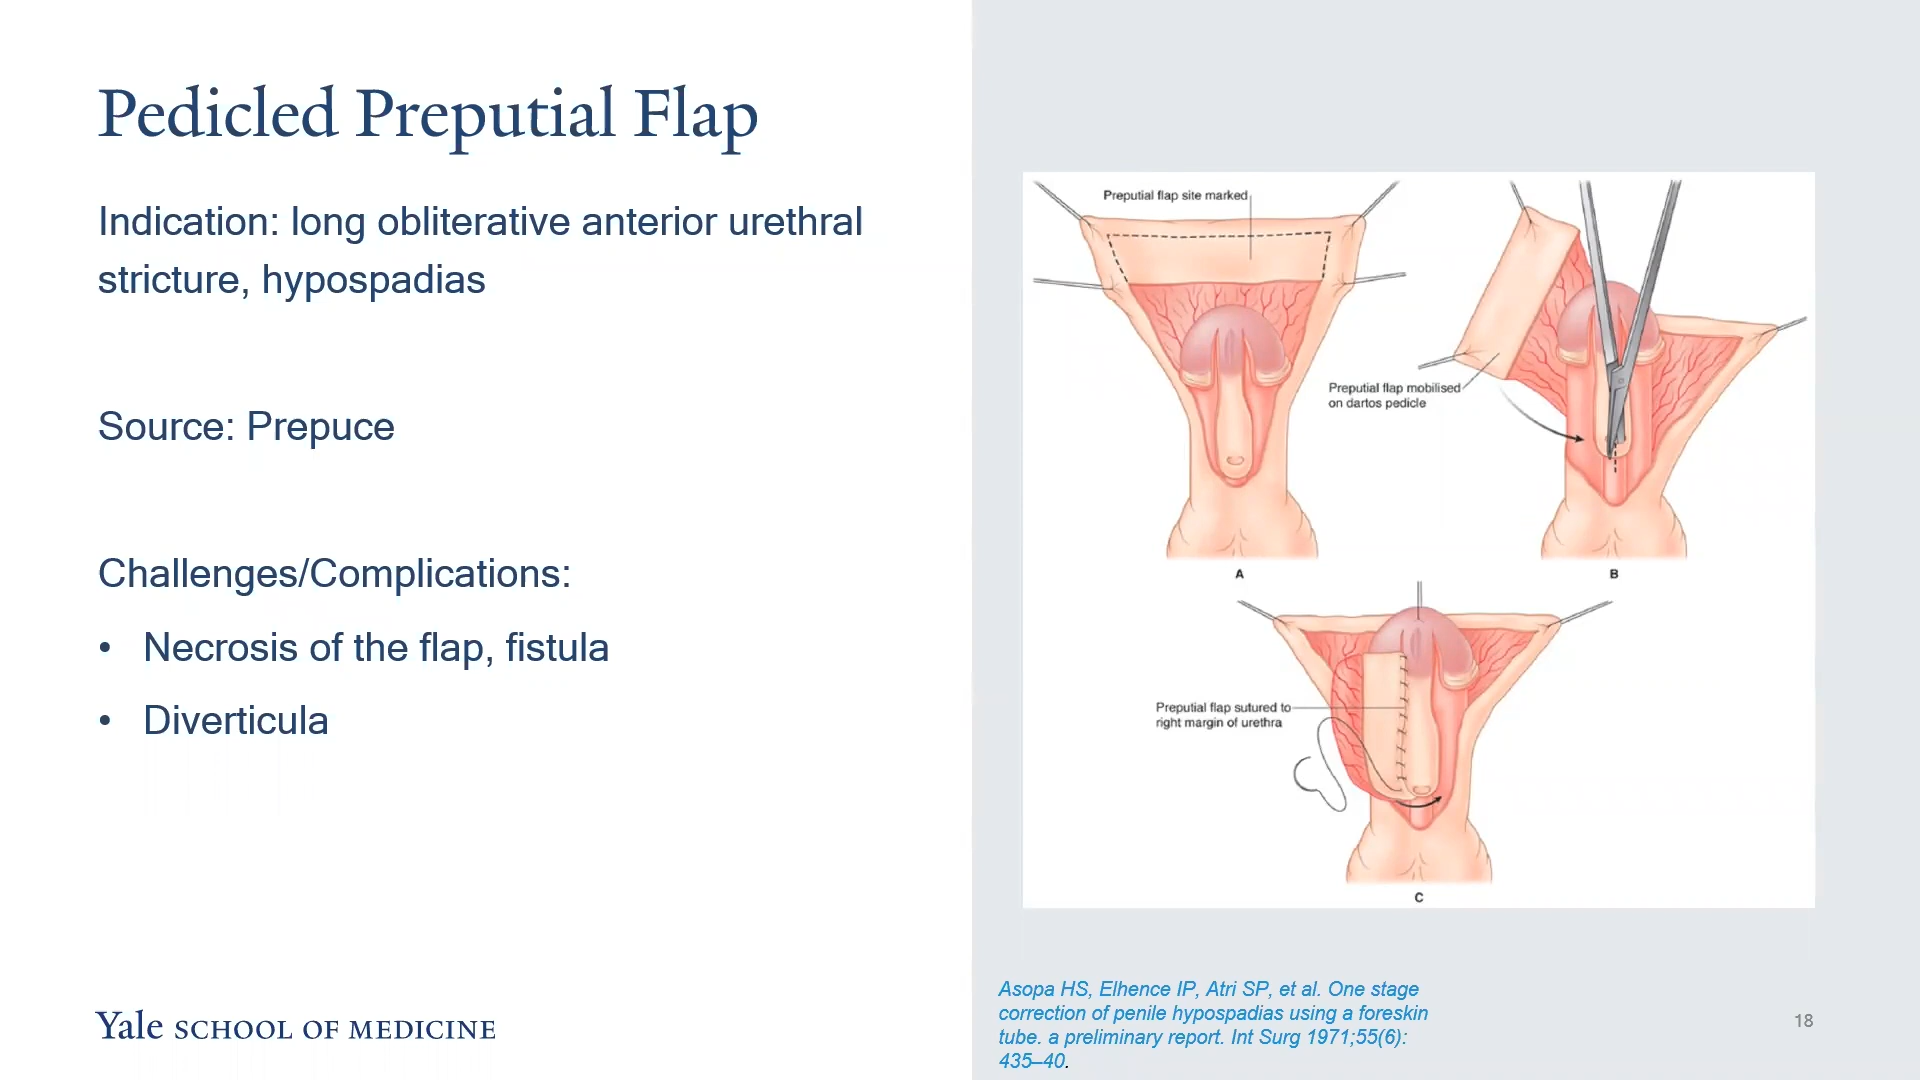 Pedicled Preputial Flap
Indication: long obliterative anterior urethral
stricture, hypospadias
Source: Prepuce
Challenges/Complications:
• Necrosis of the flap, fistula
• Diverticula
Yale SCHOOL OF MEDICINE
Preputial flap site marked
Preputial flap mobilised
on dartos pedicle
A
B
Preputial flap sutured to
right margin of urethra
C
Asopa HS, Elhence IP, Atri SP, et al. One stage
correction of penile hypospadias using a foreskin
tube. a preliminary report. Int Surg 1971;55(6):
435–40.
18